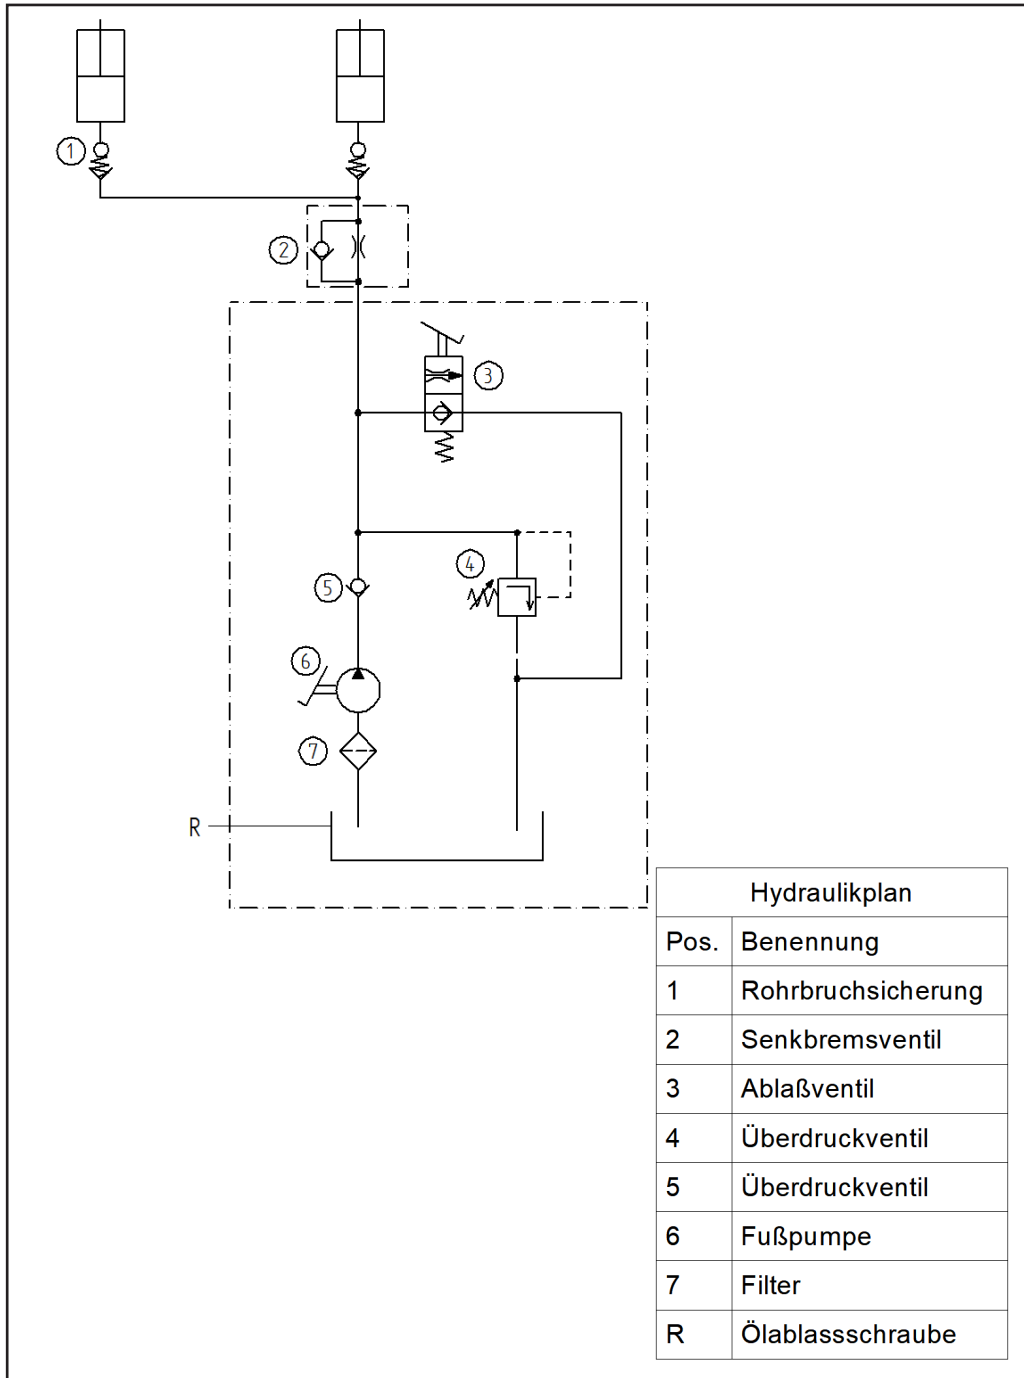 1
2
3
4
5
6
7
R
Hydraulikplan
Pos. Benennung
1 Rohrbruchsicherung
2 Senkbremsventil
3 Ablaßventil
4 Überdruckventil
5 Überdruckventil
6 Fußpumpe
7 Filter
R Ölablassschraube